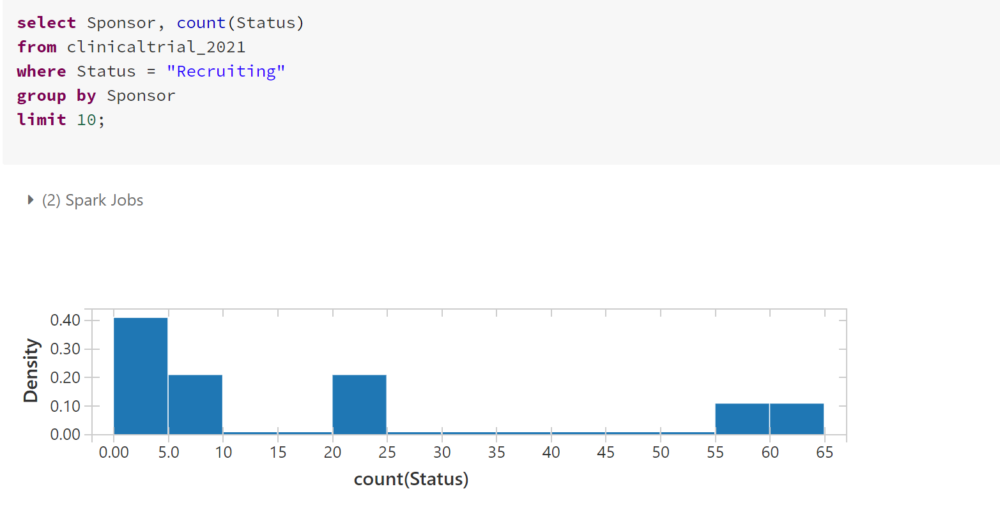 select Sponsor, count(Status)
from clinicaltrial_2021
where Status = "Recruiting"
group by Sponsor
limit 10;
(2) Spark Jobs
0.40
0.30
0.20
0.10
0.00
Density
0.00 5.0 10 15 20 25 30 35 40 45 50 55 60 65
count(Status)